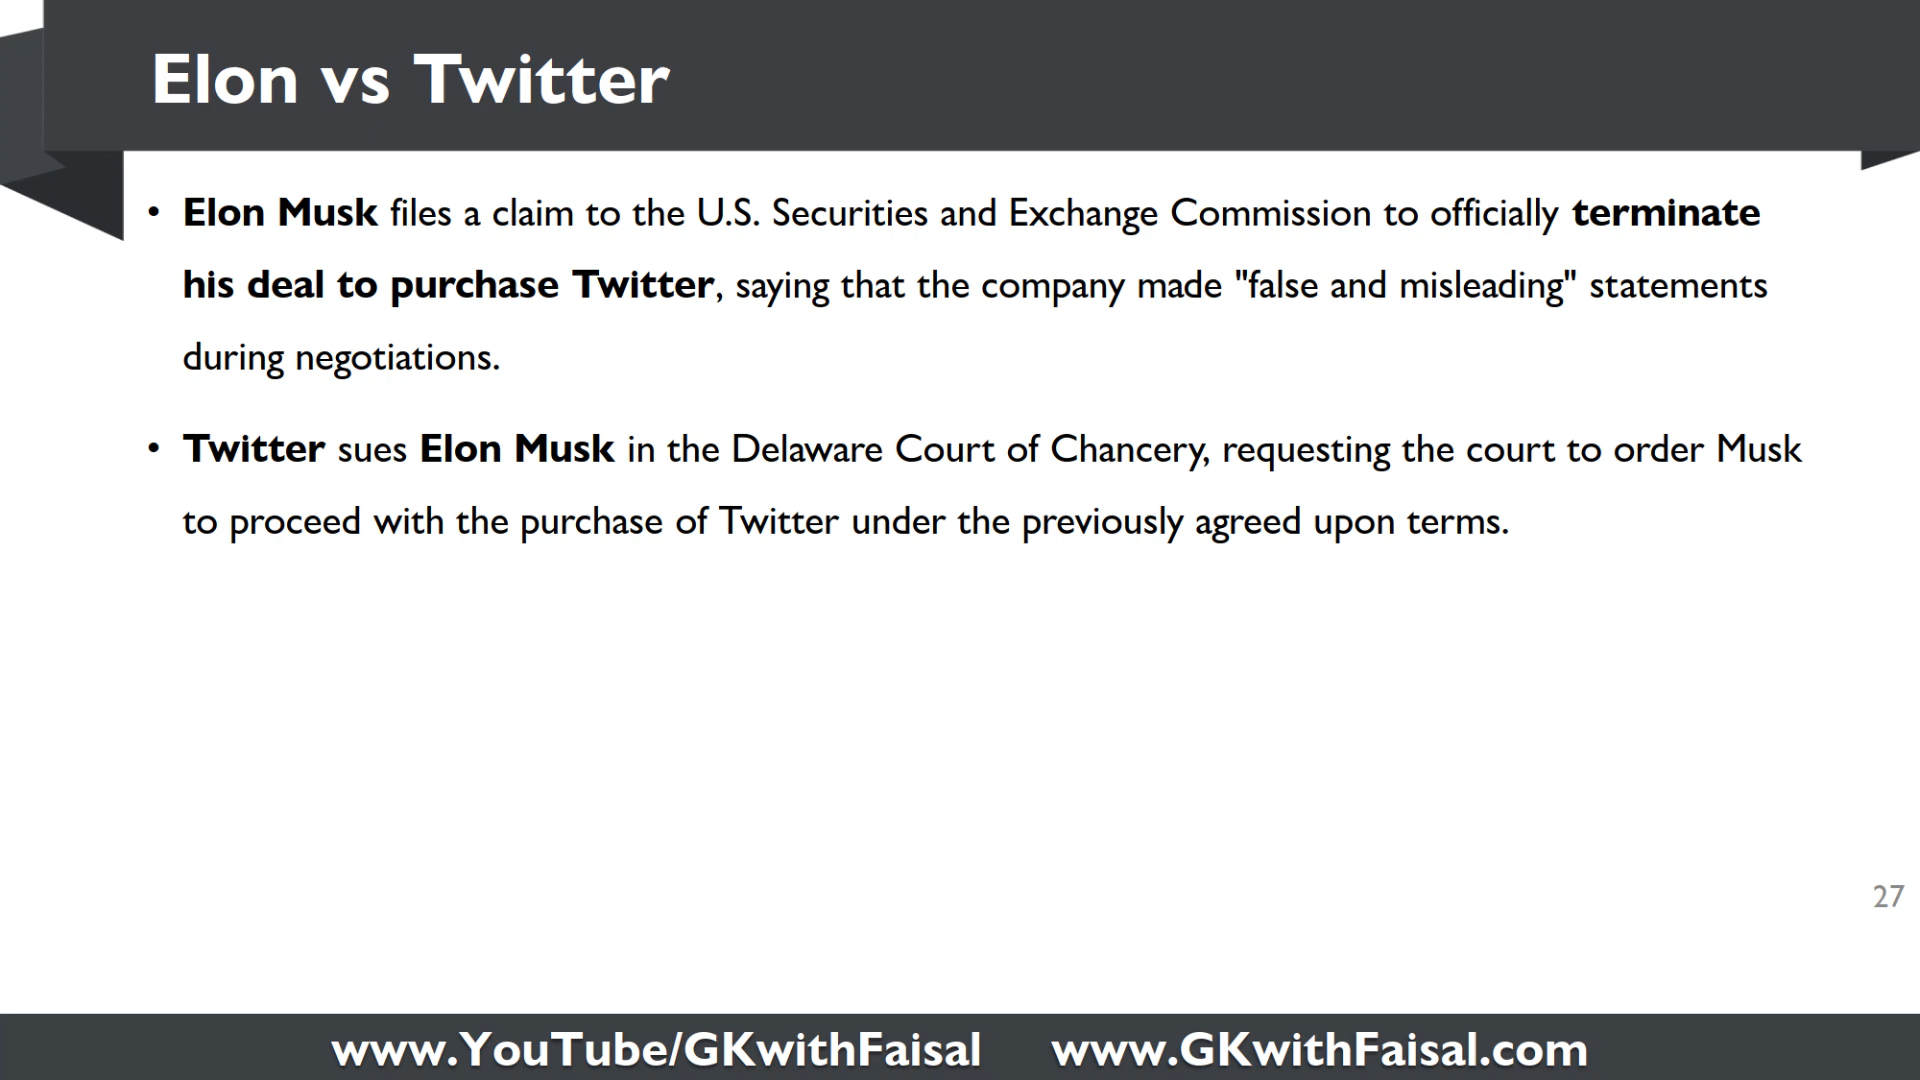 Elon vs Twitter
• Elon Musk files a claim to the U.S. Securities and Exchange Commission to officially terminate
his deal to purchase Twitter, saying that the company made "false and misleading" statements
during negotiations.
• Twitter sues Elon Musk in the Delaware Court of Chancery, requesting the court to order Musk
to proceed with the purchase of Twitter under the previously agreed upon terms.
27
www.YouTube/GKwithFaisal www.GKwithFaisal.com